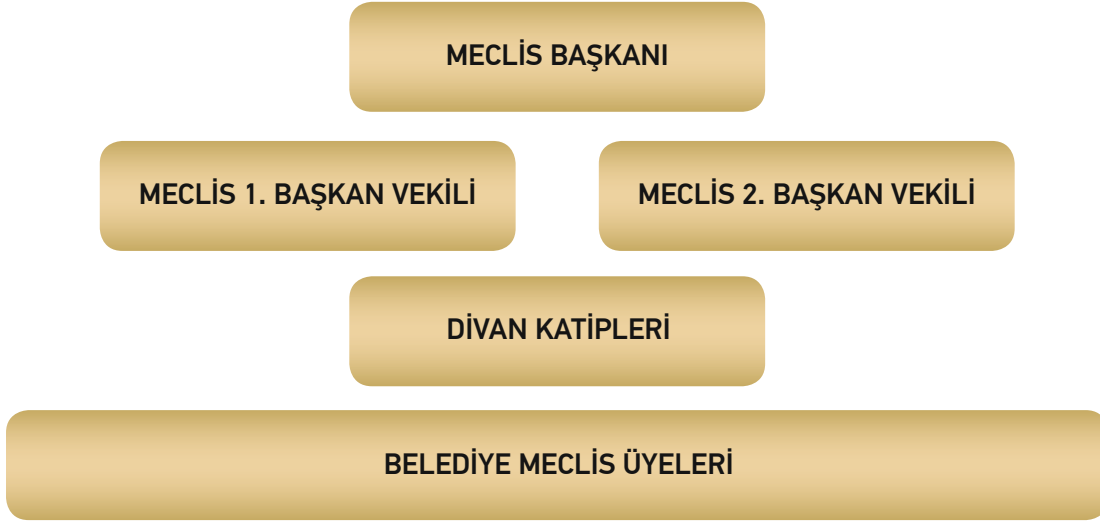 MECLİS BAŞKANI
MECLİS 1. BAŞKAN VEKİLİ
MECLİS 2. BAŞKAN VEKİLİ
DİVAN KATİPLERİ
BELEDİYE MECLİS ÜYELERİ